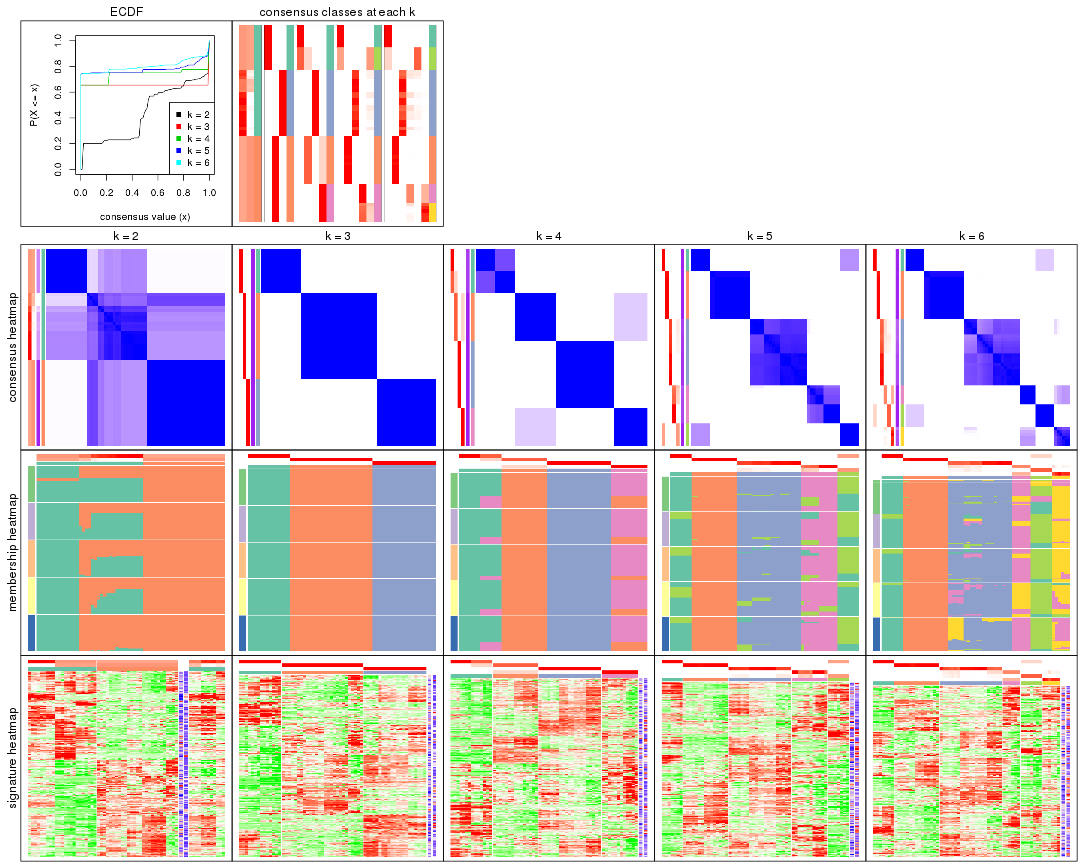 ECDF
consensus classes at each k
P(X <= x)
0.0 0.2 0.4 0.6 0.8 1.0
k = 2
k = 3
k = 4
k = 5
k = 6
0.0 0.2 0.4 0.6 0.8 1.0
consensus value (x)
k = 2
k = 3
k = 4
k = 5
k = 6
consensus heatmap
membership heatmap
signature heatmap